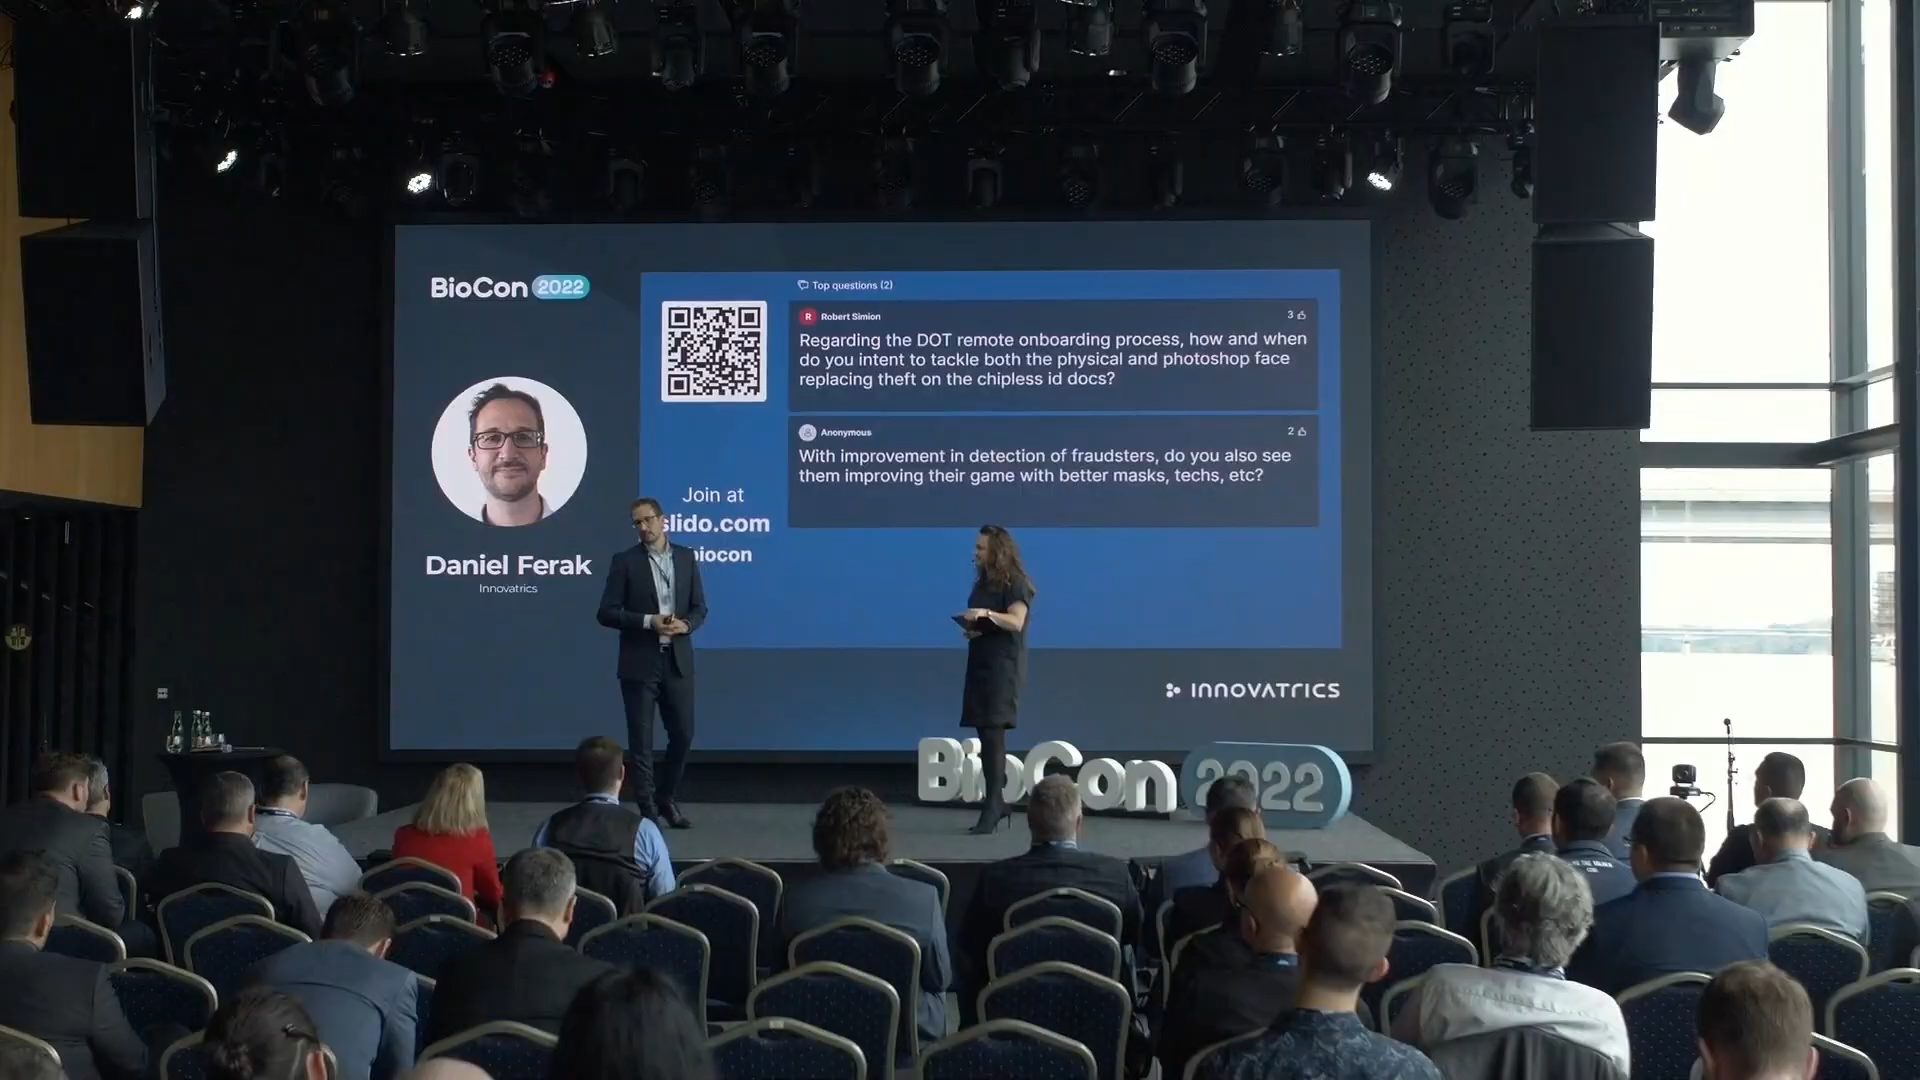 BioCon 2022
Top questions (2)
R Robert Simion 3
Regarding the DOT remote onboarding process, how and when
do you intent to tackle both the physical and photoshop face
replacing theft on the chipless id docs?
Anonymous 2
With improvement in detection of fraudsters, do you also see
them improving their game with better masks, techs, etc?
Join at
slido.com
biocon
Daniel Ferak
Innovatrics
INNOVATRICS
BioCon 2022